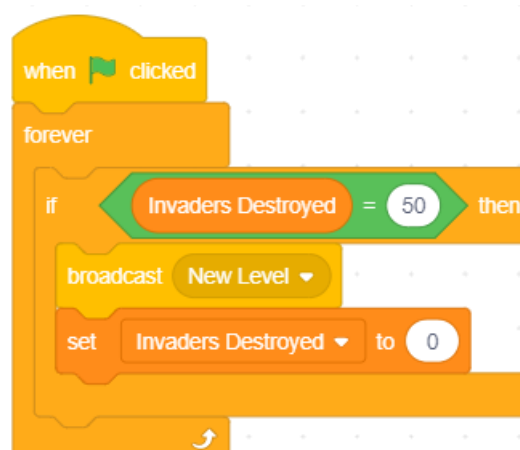 when clicked
forever
if Invaders Destroyed = 50 then
broadcast New Level
set Invaders Destroyed to 0